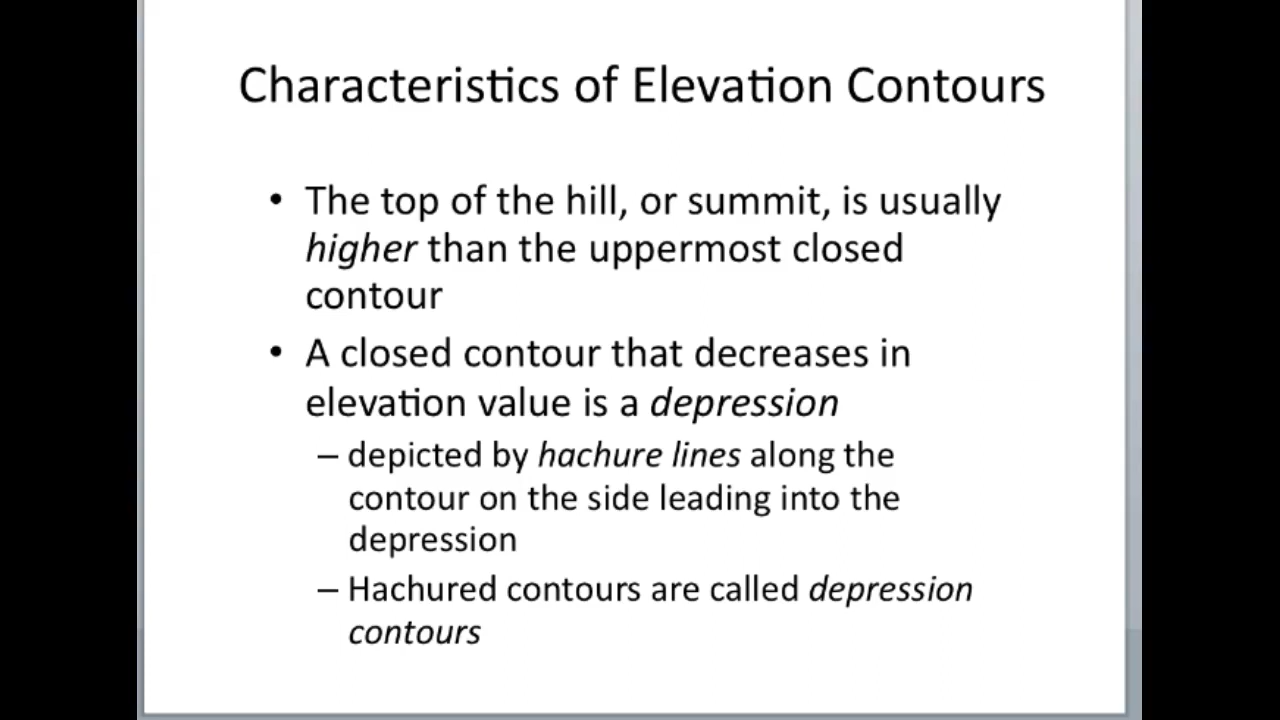 Characteristics of Elevation Contours
• The top of the hill, or summit, is usually
higher than the uppermost closed
contour
• A closed contour that decreases in
elevation value is a depression
– depicted by hachure lines along the
contour on the side leading into the
depression
– Hachured contours are called depression
contours